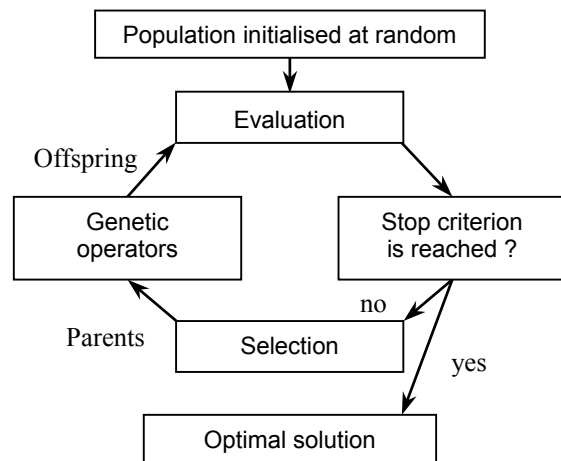 Population initialised at random
Evaluation
Offspring
Genetic
operators
Stop criterion
is reached ?
no
Parents
Selection
yes
Optimal solution